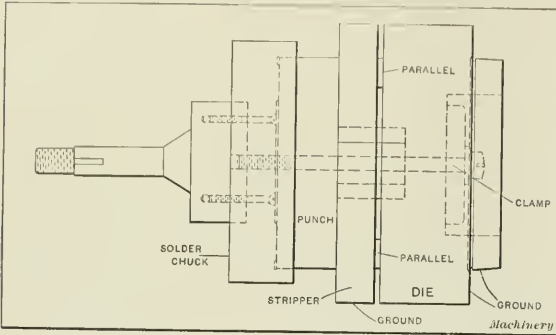 PARALLEL
CLAMP
PUNCH
SOLDER
CHUCK
PARALLEL
STRIPPER
DIE
GROUND
GROUND
Machinery